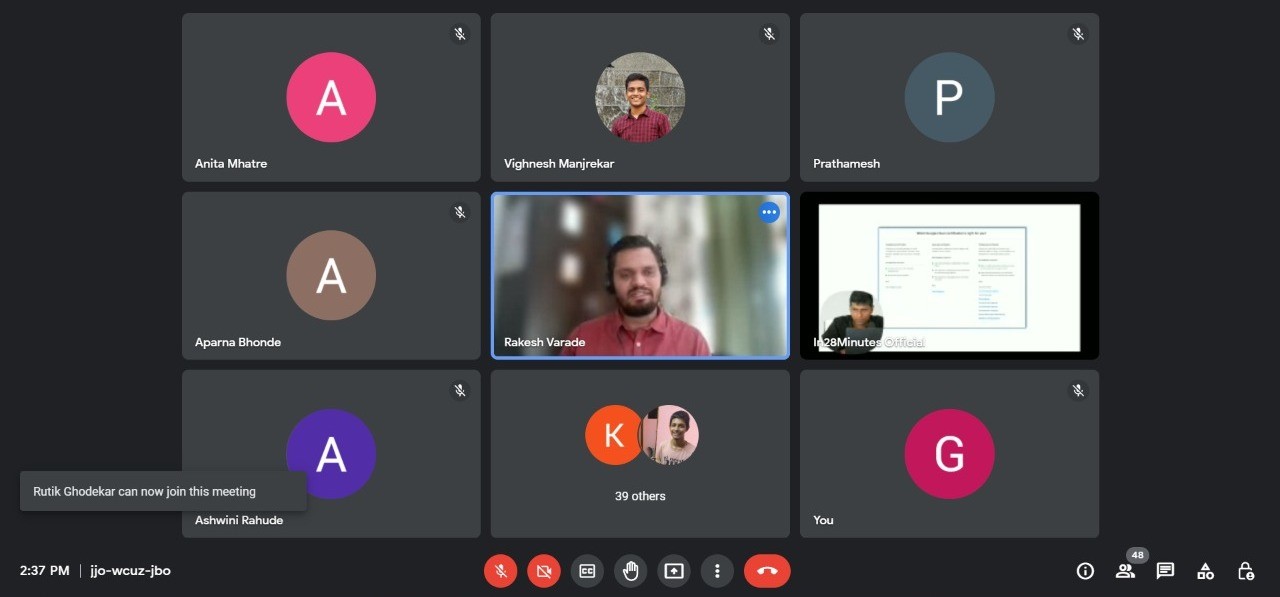 A
Anita Mhatre
Vighnesh Manjrekar
P
Prathamesh
A
Aparna Bhonde
Rakesh Varade
In28Minutes Official
A
Rutik Ghodekar can now join this meeting
Ashwini Rahude
K
39 others
G
You
2:37 PM | jjo-wcuz-jbo
CC
48